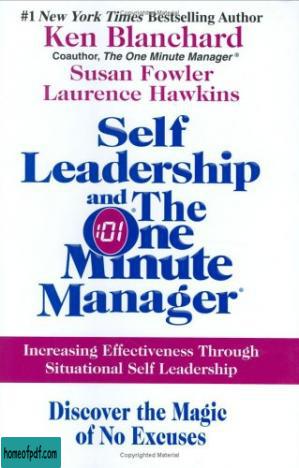 #1 New York Times Bestselling Author
Ken Blanchard
Coauthor, The One Minute Manager®
Susan Fowler
Laurence Hawkins
Self
Leadership
and The
One
:01
Minute
Manager®
Increasing Effectiveness Through
Situational Self Leadership
Discover the Magic
of No Excuses
homeofpdf.com